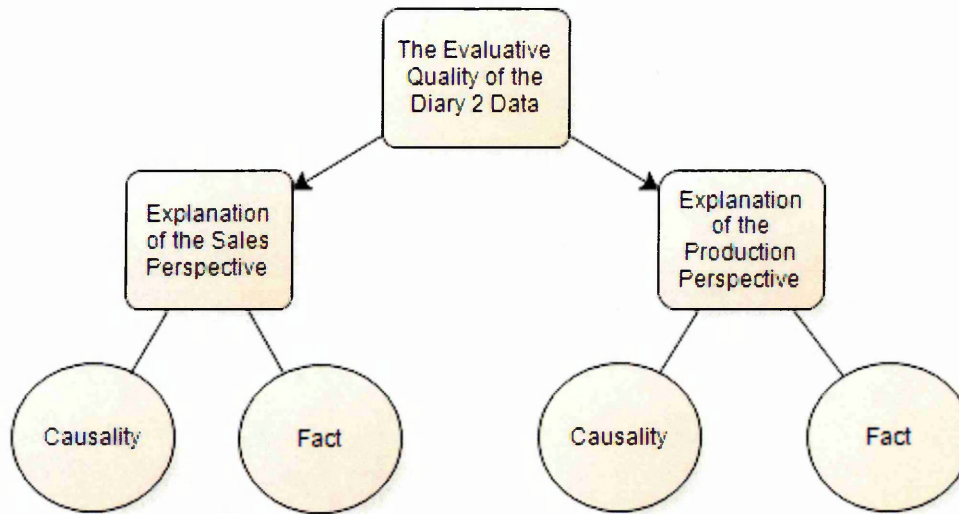 The Evaluative
Quality of the
Diary 2 Data
Explanation
of the Sales
Perspective
Explanation
of the
Production
Perspective
Causality
Fact
Causality
Fact